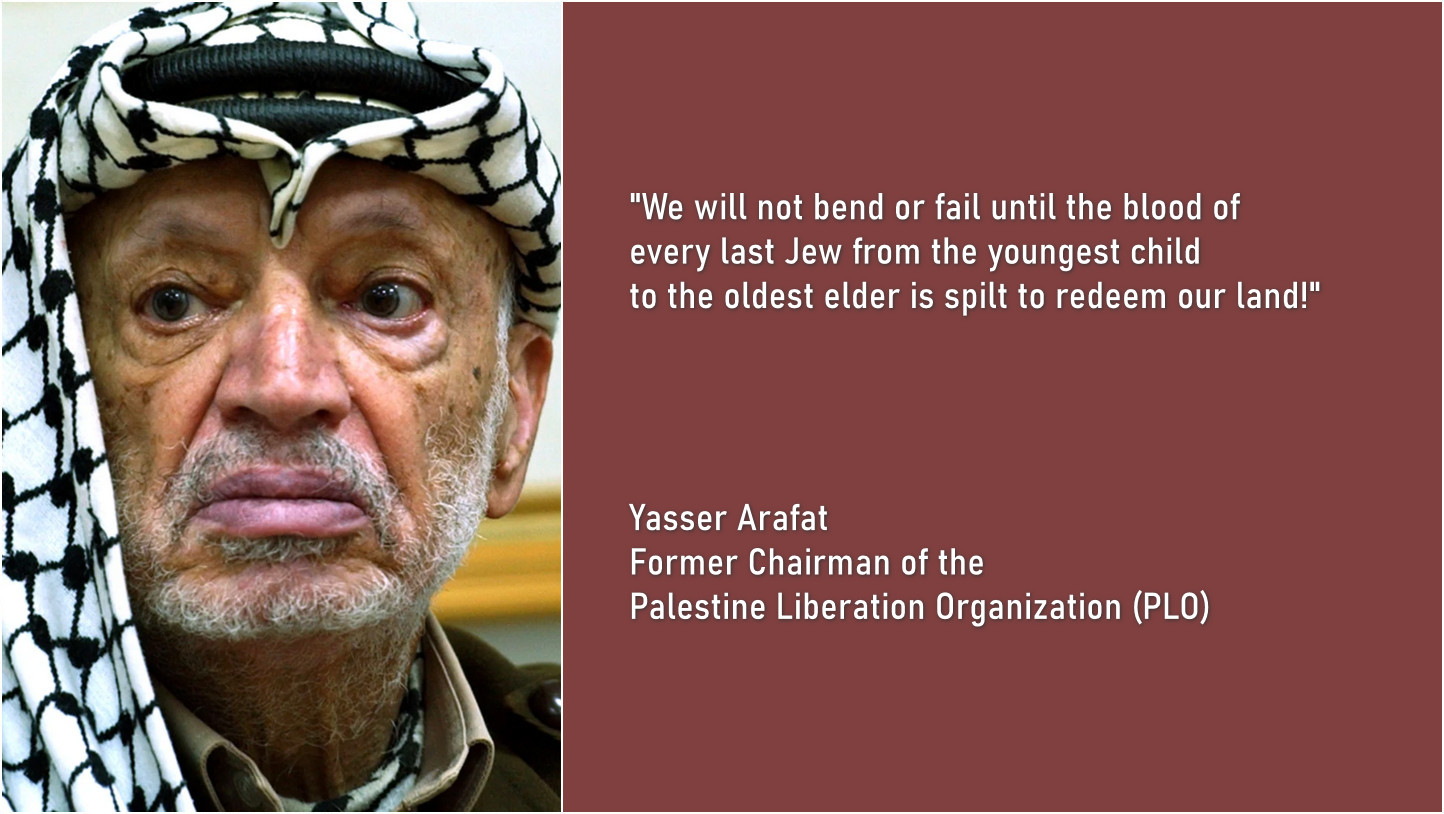 "We will not bend or fail until the blood of
every last Jew from the youngest child
to the oldest elder is spilt to redeem our land!"
Yasser Arafat
Former Chairman of the
Palestine Liberation Organization (PLO)